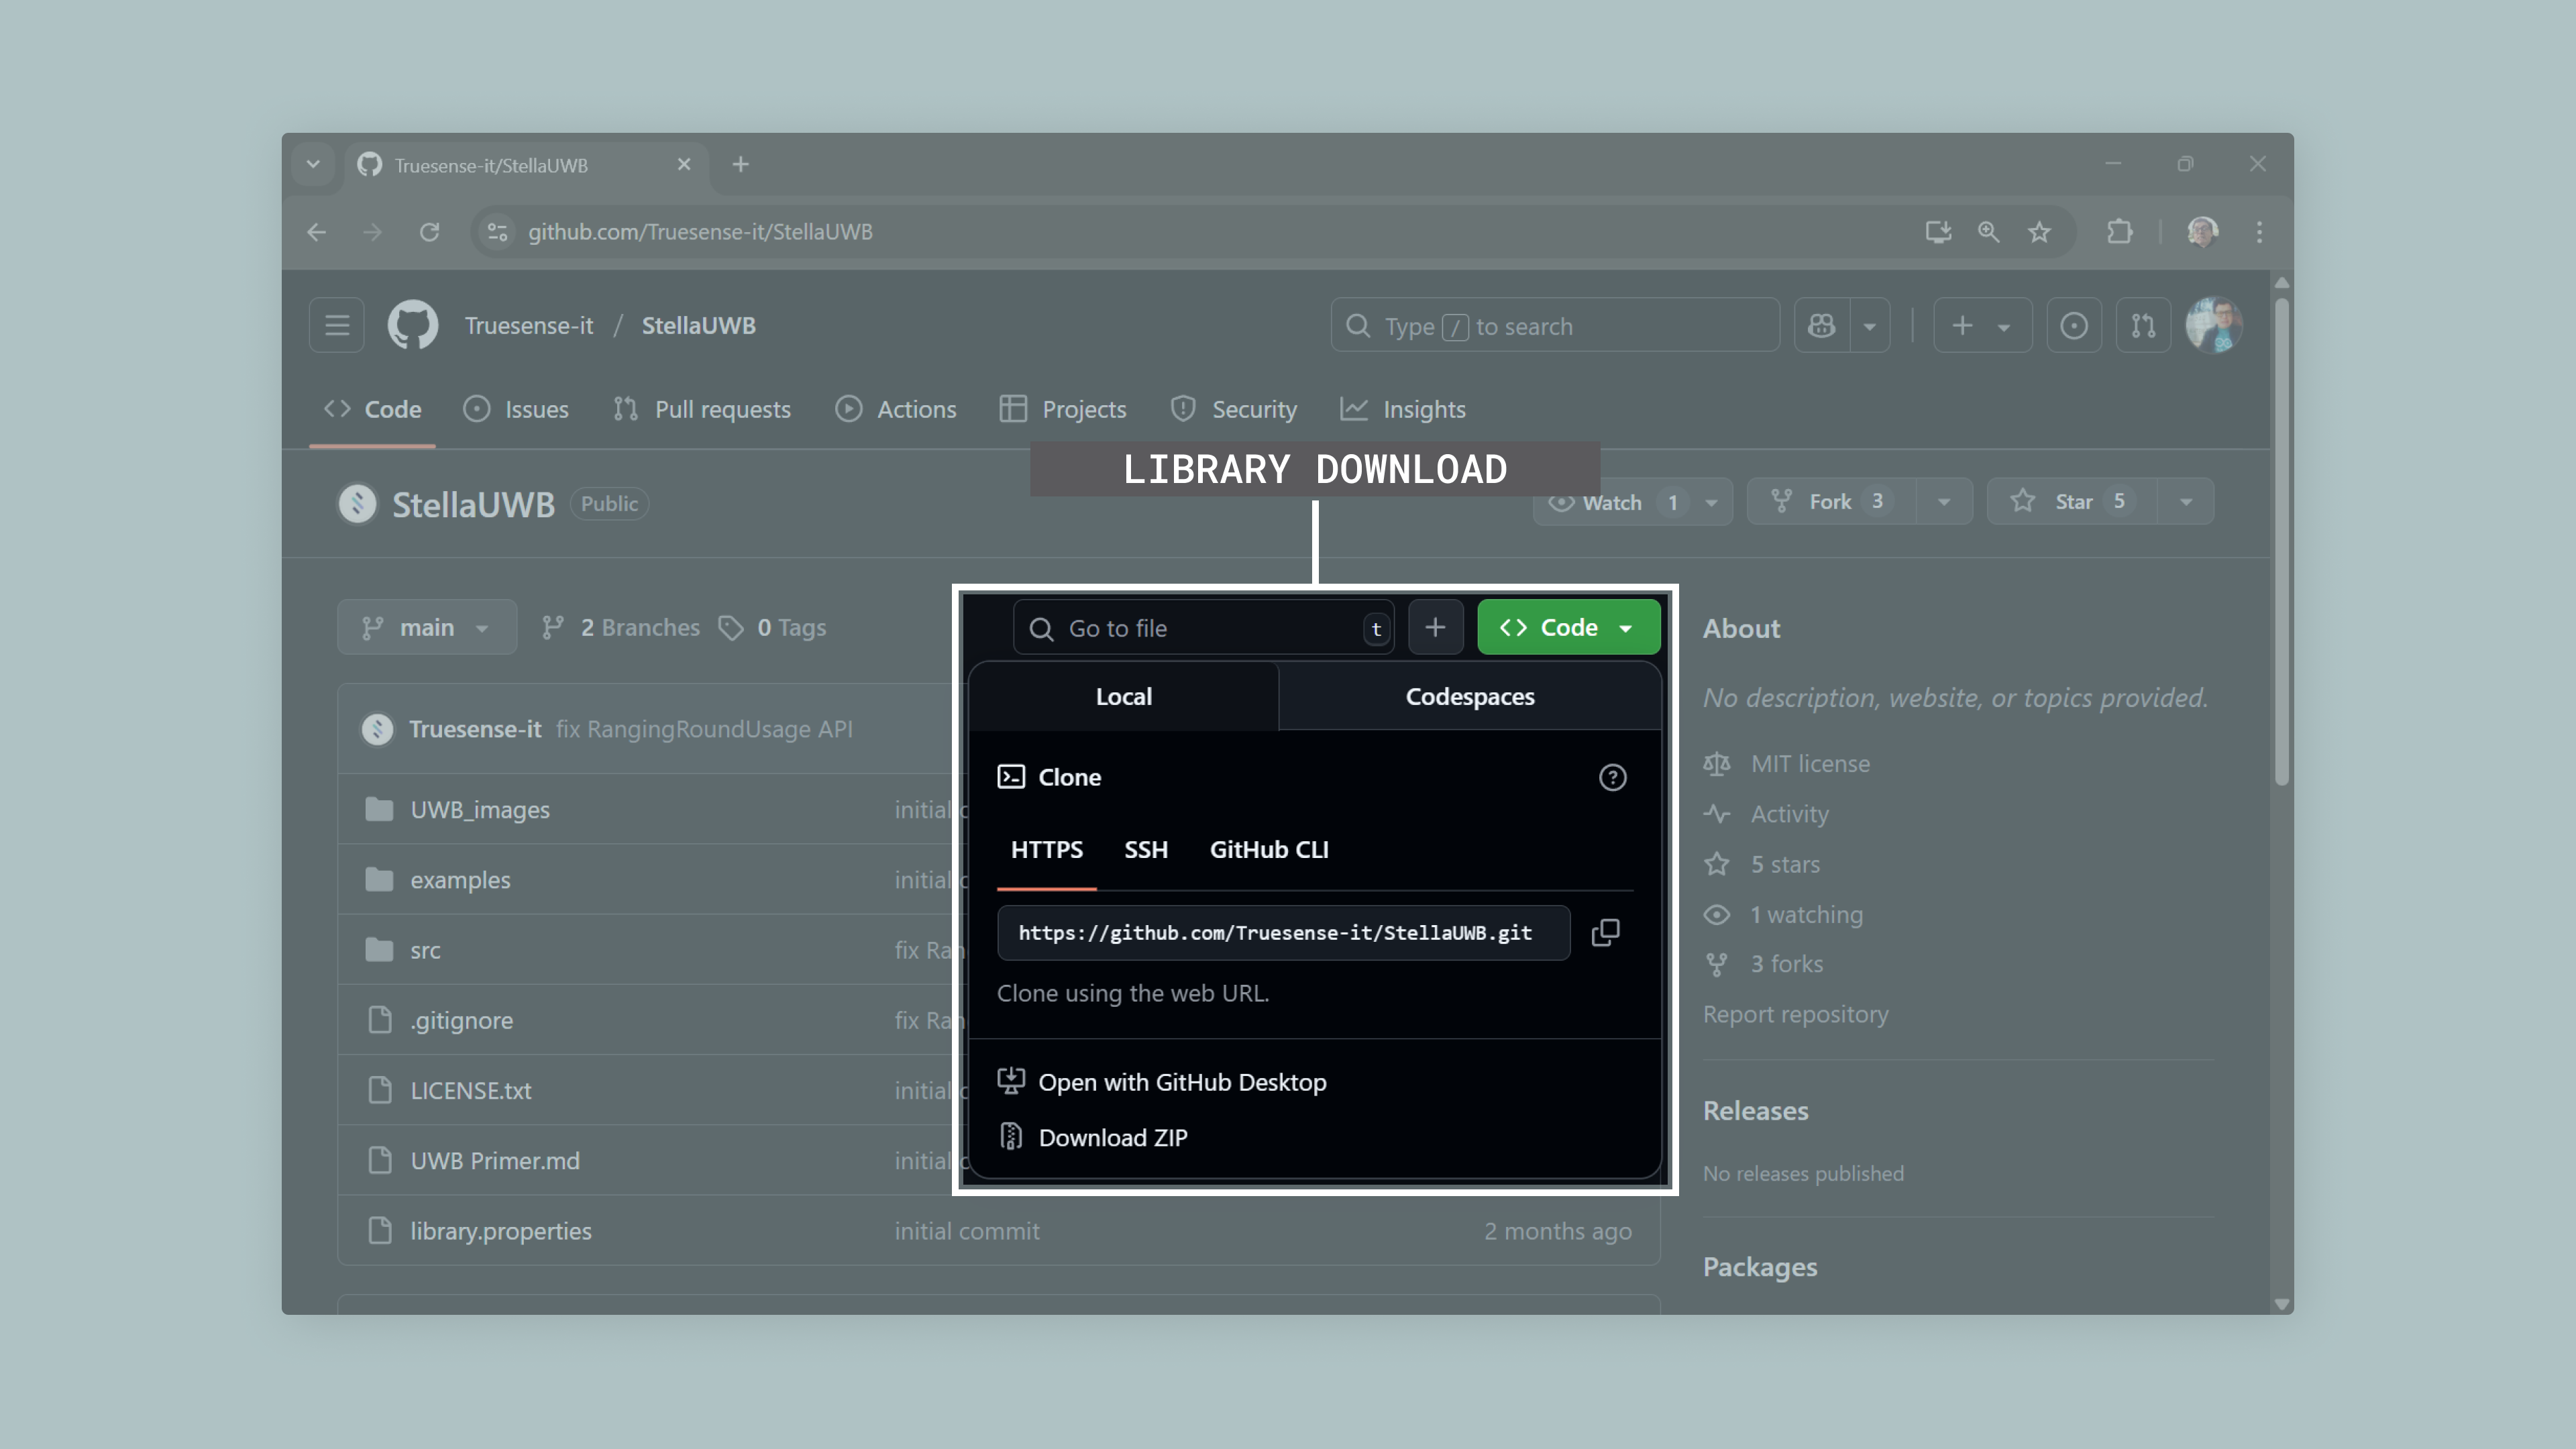 Truesense-it/StellaUWB
github.com/Truesense-it/StellaUWB
Truesense-it / StellaUWB
Type / to search
Code Issues Pull requests Actions Projects Security Insights
LIBRARY DOWNLOAD
StellaUWB Public
Watch 1 Fork 3 Star 5
main 2 Branches 0 Tags
Go to file t
Code
Local Codespaces
Clone
HTTPS SSH GitHub CLI
https://github.com/Truesense-it/StellaUWB.git
Clone using the web URL.
Open with GitHub Desktop
Download ZIP
Truesense-it fix RangingRoundUsage API
UWB_images initial
examples initial
src fix
.gitignore fix
LICENSE.txt initial
UWB Primer.md initial
library.properties initial commit 2 months ago
About
No description, website, or topics provided.
MIT license
Activity
5 stars
1 watching
3 forks
Report repository
Releases
No releases published
Packages